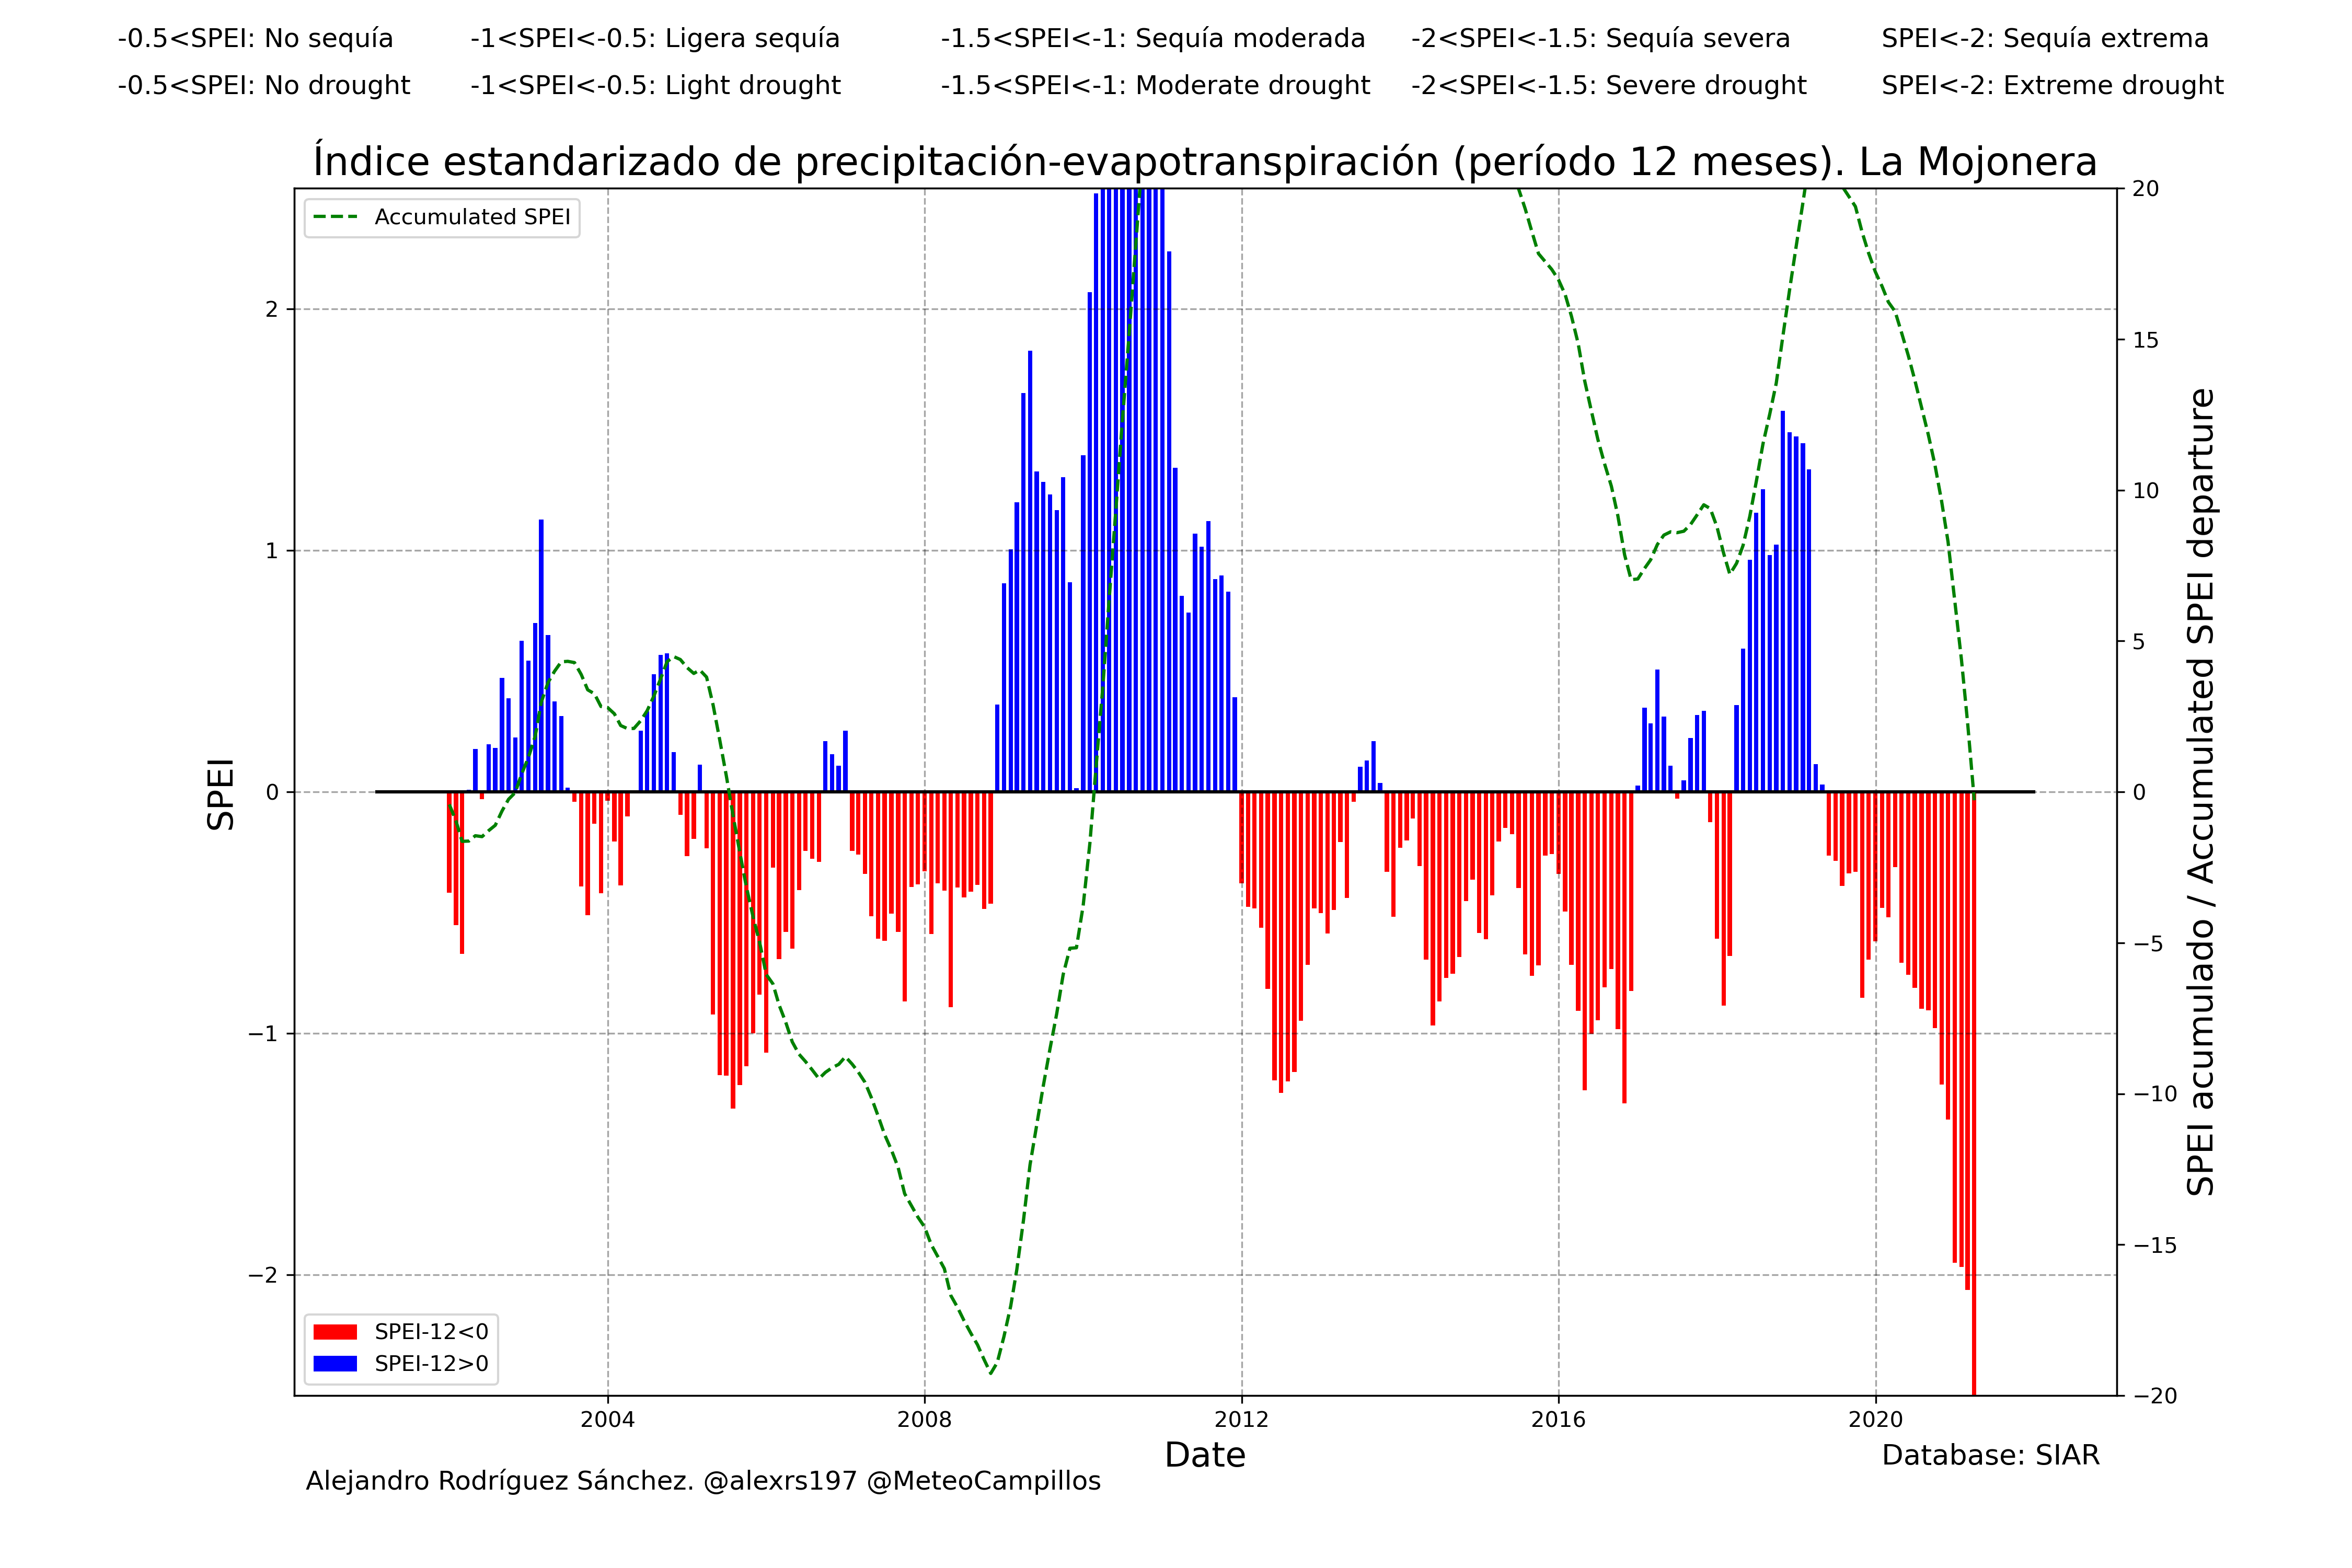 -0.5<SPEI: No sequía -1<SPEI<-0.5: Ligera sequía -1.5<SPEI<-1: Sequía moderada -2<SPEI<-1.5: Sequía severa SPEI<-2: Sequía extrema
-0.5<SPEI: No drought -1<SPEI<-0.5: Light drought -1.5<SPEI<-1: Moderate drought -2<SPEI<-1.5: Severe drought SPEI<-2: Extreme drought
Índice estandarizado de precipitación-evapotranspiración (período 12 meses). La Mojonera
Accumulated SPEI
2
1
0
−1
−2
SPEI
20
15
10
5
0
−5
−10
−15
−20
SPEI acumulado / Accumulated SPEI departure
SPEI-12<0
SPEI-12>0
2004 2008 2012 2016 2020
Date
Database: SIAR
Alejandro Rodríguez Sánchez. @alexrs197 @MeteoCampillos